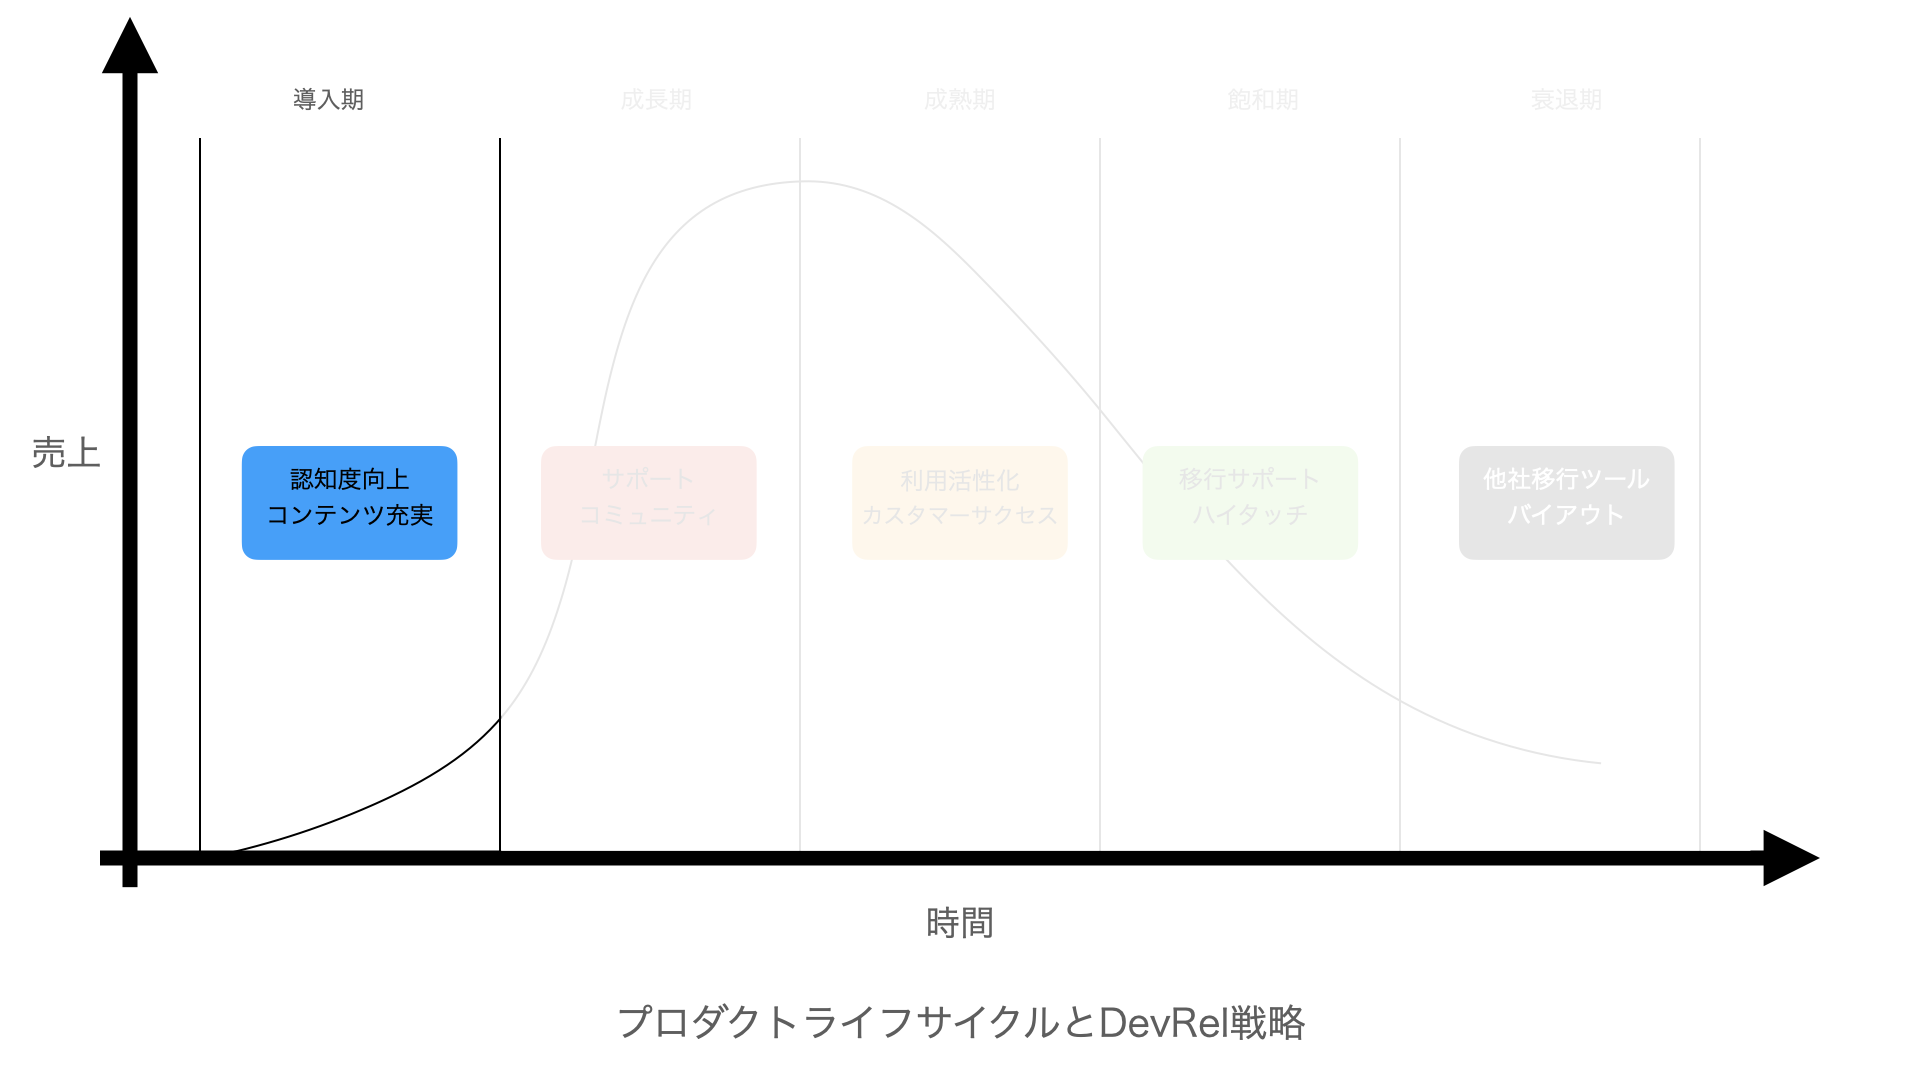 導入期
成長期
成熟期
飽和期
衰退期
売上
認知度向上
コンテンツ充実
サポート
コミュニティ
利用活性化
カスタマーサクセス
移行サポート
ハイタッチ
他社移行ツール
バイアウト
時間
プロダクトライフサイクルとDevRel戦略